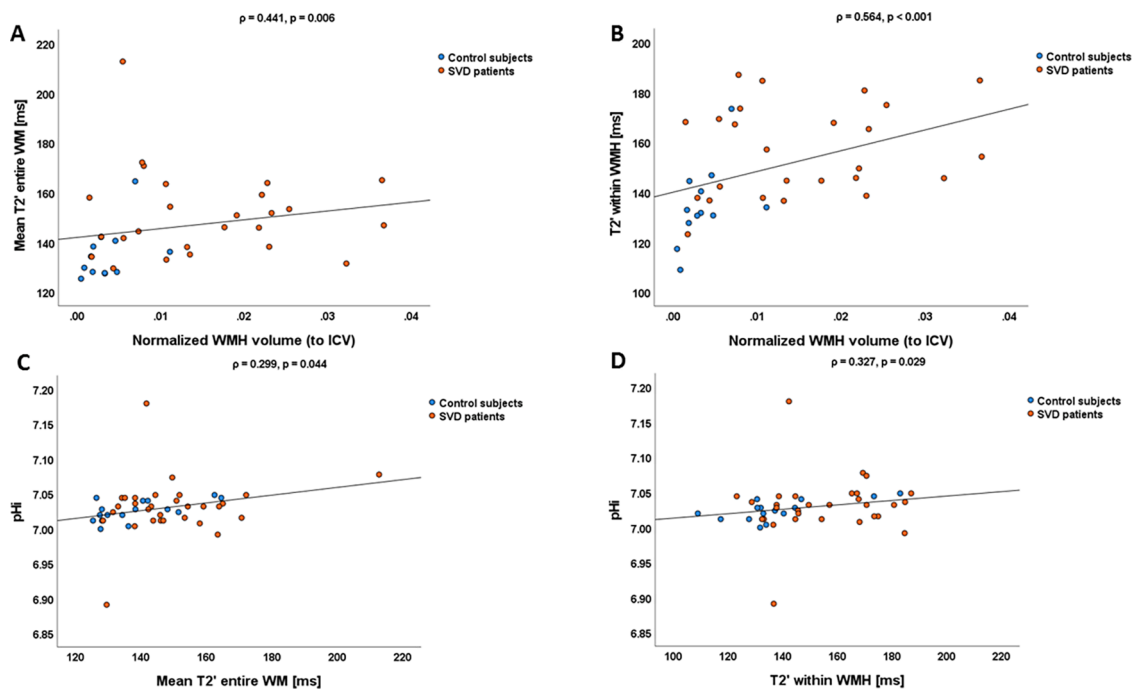 A
ρ = 0.441, p = 0.006
Control subjects
SVD patients
Mean T2' entire WM [ms]
220
200
180
160
140
120
.00
.01
.02
.03
.04
Normalized WMH volume (to ICV)
B
ρ = 0.564, p < 0.001
Control subjects
SVD patients
T2' within WMH [ms]
200
180
160
140
120
100
.00
.01
.02
.03
.04
Normalized WMH volume (to ICV)
C
ρ = 0.299, p = 0.044
Control subjects
SVD patients
pHi
7.20
7.15
7.10
7.05
7.00
6.95
6.90
6.85
120
140
160
180
200
220
Mean T2' entire WM [ms]
D
ρ = 0.327, p = 0.029
Control subjects
SVD patients
pHi
7.20
7.15
7.10
7.05
7.00
6.95
6.90
6.85
100
120
140
160
180
200
220
T2' within WMH [ms]